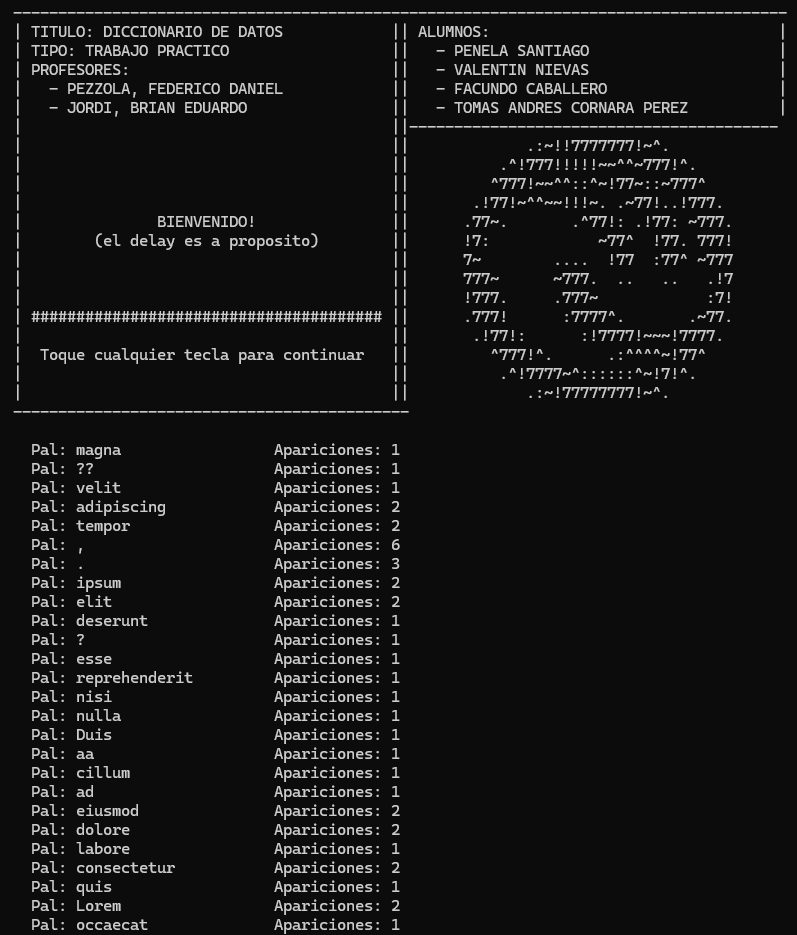 TITULO: DICCIONARIO DE DATOS
TIPO: TRABAJO PRACTICO
PROFESORES:
- PEZZOLA, FEDERICO DANIEL
- JORDI, BRIAN EDUARDO
BIENVENIDO!
(el delay es a proposito)
#######################################
Toque cualquier tecla para continuar
ALUMNOS:
- PENELA SANTIAGO
- VALENTIN NIEVAS
- FACUNDO CABALLERO
- TOMAS ANDRES CORNARA PEREZ
Pal: magna Apariciones: 1
Pal: ?? Apariciones: 1
Pal: velit Apariciones: 1
Pal: adipiscing Apariciones: 2
Pal: tempor Apariciones: 2
Pal: , Apariciones: 6
Pal: . Apariciones: 3
Pal: ipsum Apariciones: 2
Pal: elit Apariciones: 2
Pal: deserunt Apariciones: 1
Pal: ? Apariciones: 1
Pal: esse Apariciones: 1
Pal: reprehenderit Apariciones: 1
Pal: nisi Apariciones: 1
Pal: nulla Apariciones: 1
Pal: Duis Apariciones: 1
Pal: aa Apariciones: 1
Pal: cillum Apariciones: 1
Pal: ad Apariciones: 1
Pal: eiusmod Apariciones: 2
Pal: dolore Apariciones: 2
Pal: labore Apariciones: 1
Pal: consectetur Apariciones: 2
Pal: quis Apariciones: 1
Pal: Lorem Apariciones: 2
Pal: occaecat Apariciones: 1